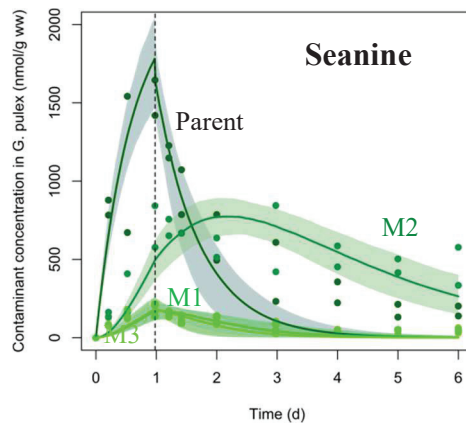 Seanine
Parent
M2
M1
M3
Contaminant concentration in G. pulex (nmol/g ww)
2000
1500
1000
500
0
0 1 2 3 4 5 6
Time (d)